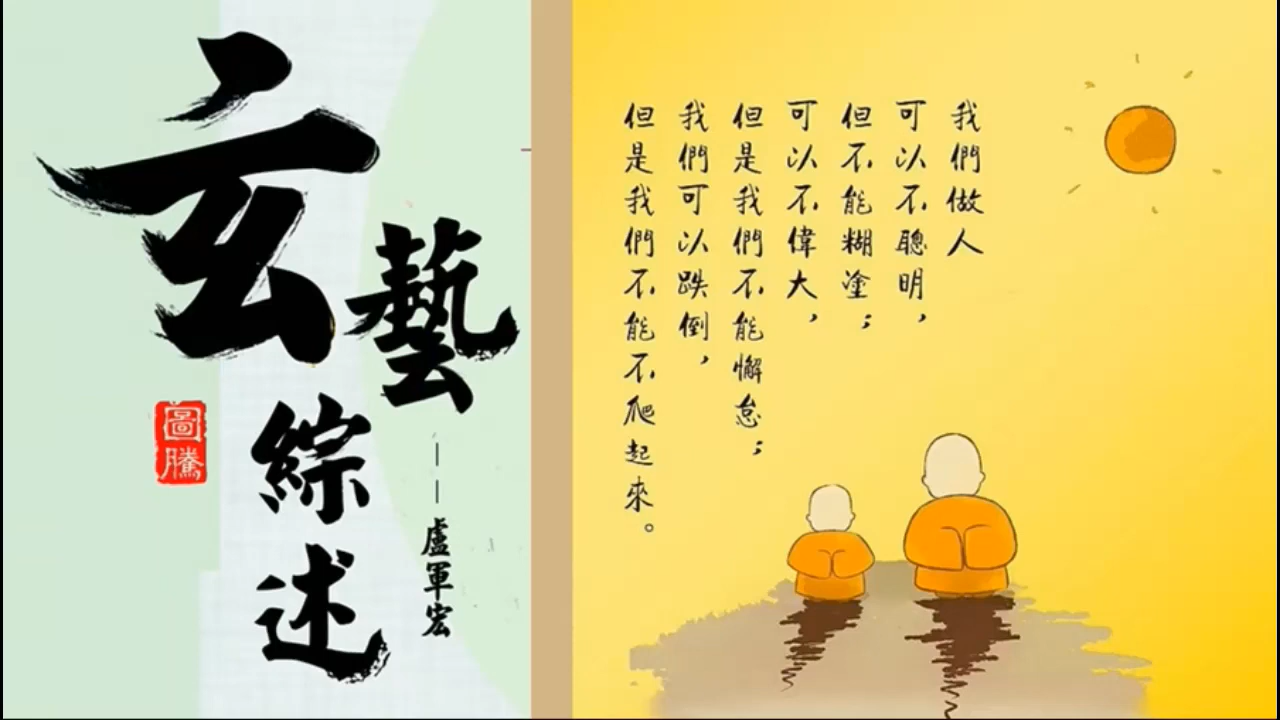 玄藝
綜述
圖騰
——盧軍宏
我們做人
可以不聰明，
但不能糊塗；
可以不偉大，
但是我們不能懈怠；
我們可以跌倒，
但是我們不能不爬起來。